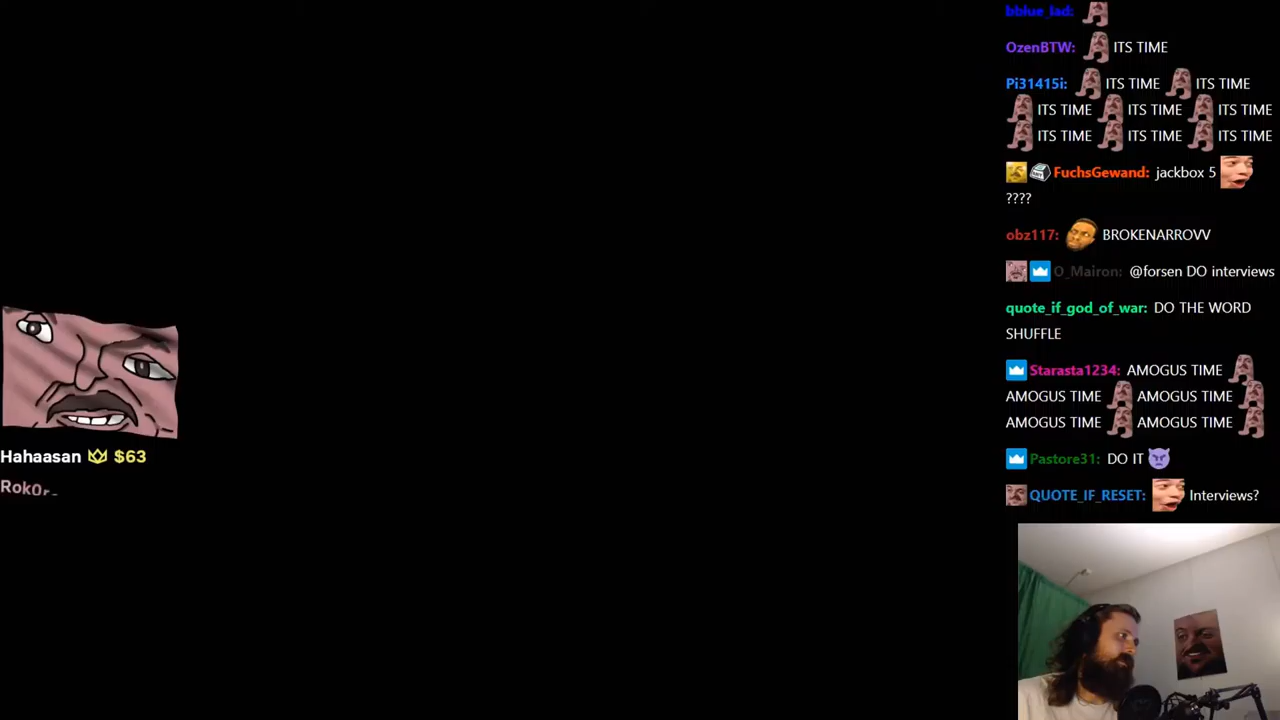 bblue_lad:
OzenBTW: ITS TIME
Pi31415i: ITS TIME ITS TIME
ITS TIME ITS TIME ITS TIME
ITS TIME ITS TIME ITS TIME
FuchsGewand: jackbox 5
????
obz117: BROKENARROVV
O_Mairon: @forsen DO interviews
quote_if_god_of_war: DO THE WORD
SHUFFLE
Starasta1234: AMOGUS TIME
AMOGUS TIME AMOGUS TIME
AMOGUS TIME AMOGUS TIME
Pastore31: DO IT
QUOTE_IF_RESET: Interviews?
Hahaasan $63